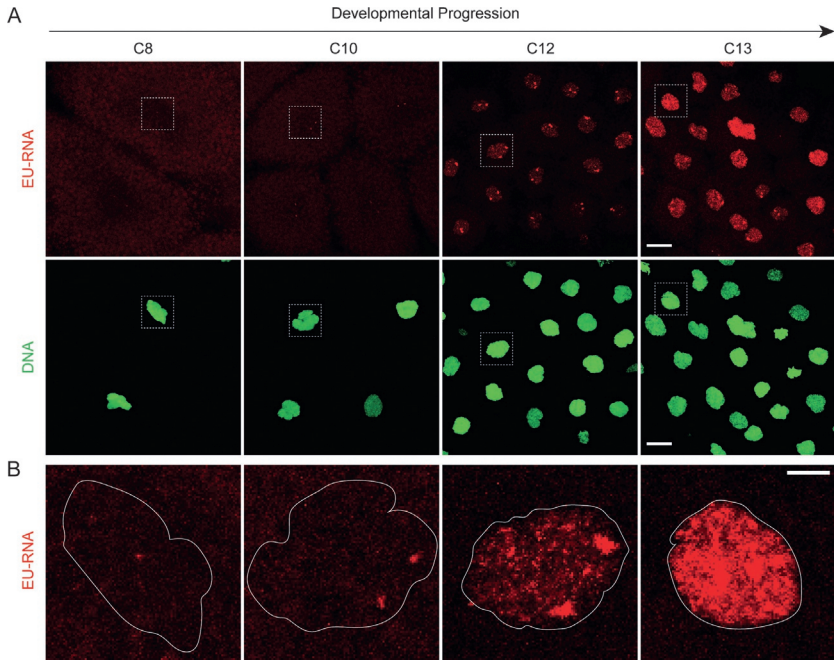 A
Developmental Progression
C8 C10 C12 C13
EU-RNA
DNA
B
EU-RNA